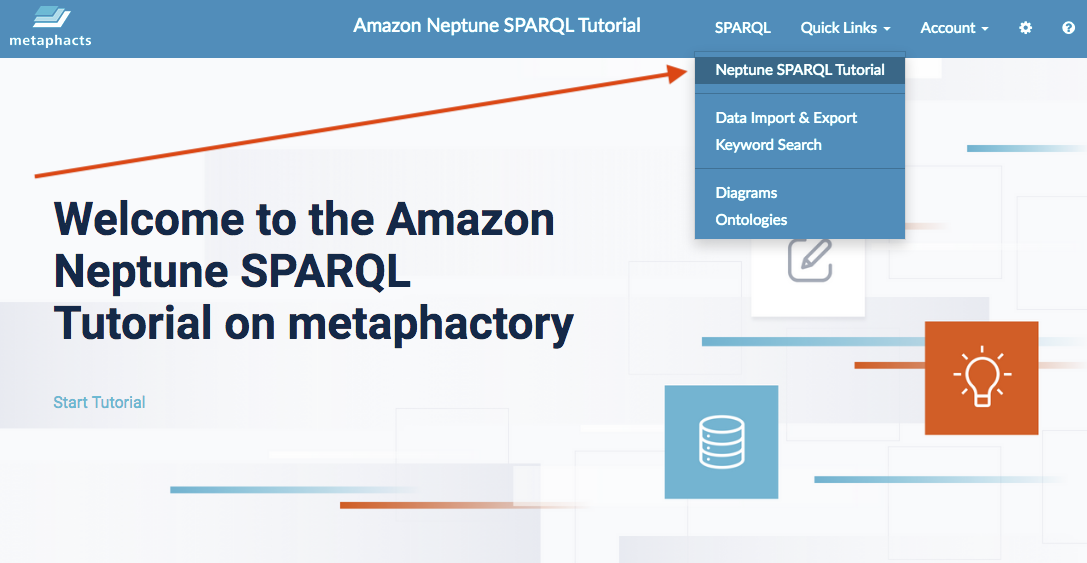 metaphacts
Amazon Neptune SPARQL Tutorial
SPARQL
Quick Links
Account
Neptune SPARQL Tutorial
Data Import & Export
Keyword Search
Diagrams
Ontologies
Welcome to the Amazon
Neptune SPARQL
Tutorial on metaphactory
Start Tutorial